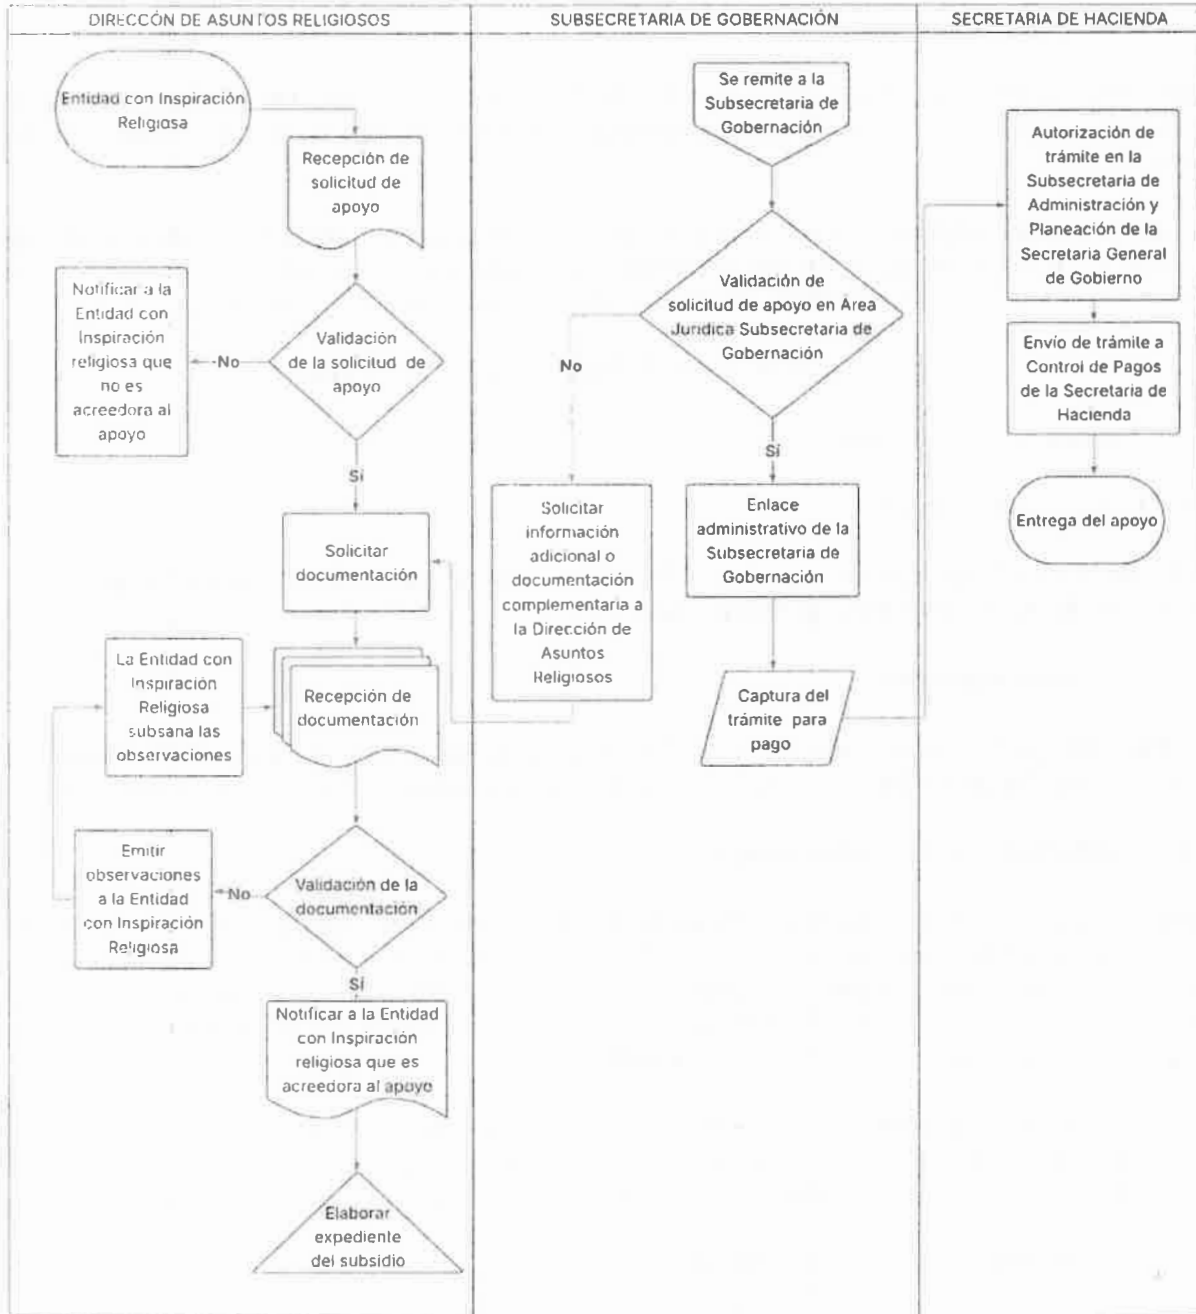 DIRECCÓN DE ASUNTOS RELIGIOSOS
SUBSECRETARIA DE GOBERNACIÓN
SECRETARIA DE HACIENDA
Entidad con Inspiración
Religiosa
Recepción de
solicitud de
apoyo
Notificar a la
Entidad con
Inspiración
religiosa que
no es
acreedora al
apoyo
No
Validación
de la solicitud de
apoyo
Sí
Solicitar
documentación
La Entidad con
Inspiración
Religiosa
subsana las
observaciones
Recepción de
documentación
Emitir
observaciones
a la Entidad
con Inspiración
Religiosa
No
Validación de la
documentación
Sí
Notificar a la Entidad
con Inspiración
religiosa que es
acreedora al apoyo
Elaborar
expediente
del subsidio
Se remite a la
Subsecretaria de
Gobernación
Validación de
solicitud de apoyo en Área
Jurídica Subsecretaria de
Gobernación
No
Sí
Solicitar
información
adicional o
documentación
complementaria a
la Dirección de
Asuntos
Religiosos
Enlace
administrativo de la
Subsecretaria de
Gobernación
Captura del
trámite para
pago
Autorización de
trámite en la
Subsecretaria de
Administración y
Planeación de la
Secretaria General
de Gobierno
Envío de trámite a
Control de Pagos
de la Secretaria de
Hacienda
Entrega del apoyo